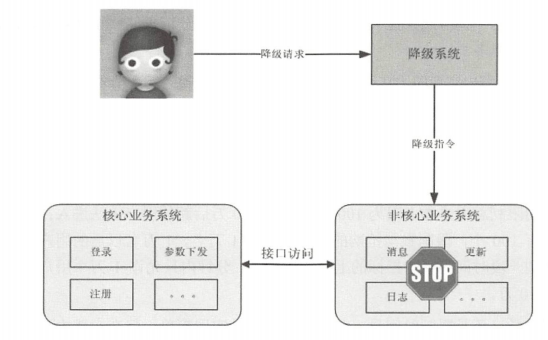 降级请求
降级系统
降级指令
核心业务系统
登录
参数下发
注册
。。。
接口访问
非核心业务系统
消息
更新
STOP
日志
。。。